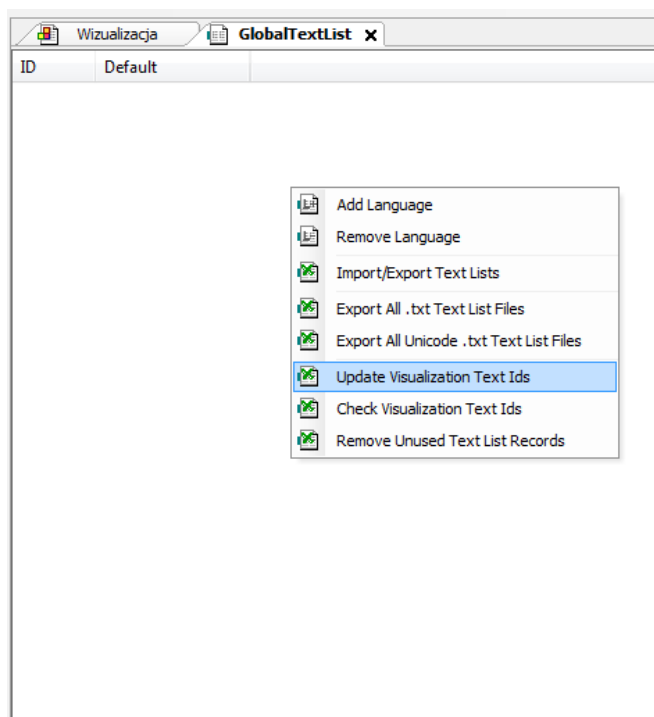 Wizualizacja GlobalTextList
ID Default
Add Language
Remove Language
Import/Export Text Lists
Export All .txt Text List Files
Export All Unicode .txt Text List Files
Update Visualization Text Ids
Check Visualization Text Ids
Remove Unused Text List Records